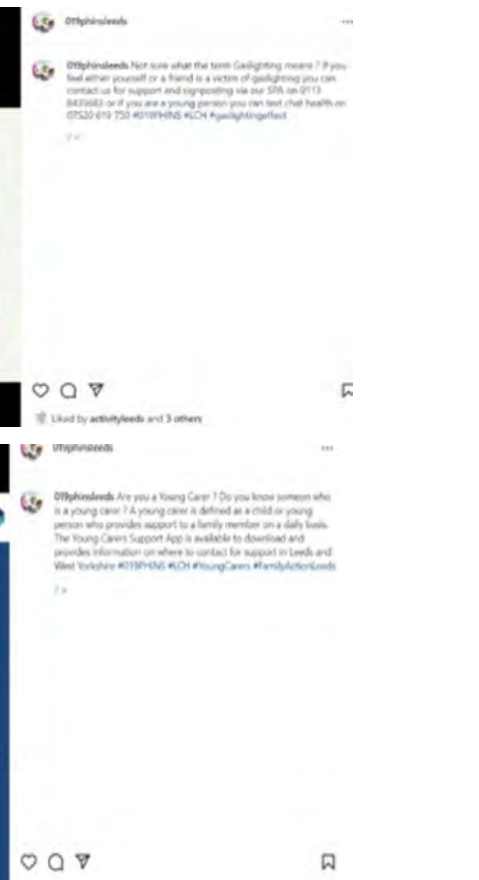 019phinsleeds
019phinsleeds Not sure what the term Gaslighting means ? If you
feel either yourself or a friend is a victim of gaslighting you can
contact us for support and signposting via our SPA on 0113
or if you are a young person you can text chat health on
07520 619 750 #019PHINS #LCH #gaslightingeffect
Liked by activityleeds and 3 others
019phinsleeds
019phinsleeds Are you a Young Carer ? Do you know someone who
is a young carer ? A young carer is defined as a child or young
person who provides support to a family member on a daily basis.
The Young Carers Support App is available to download and
provides information on where to contact for support in Leeds and
West Yorkshire #019PHINS #LCH #YoungCarers #FamilyActionLeeds